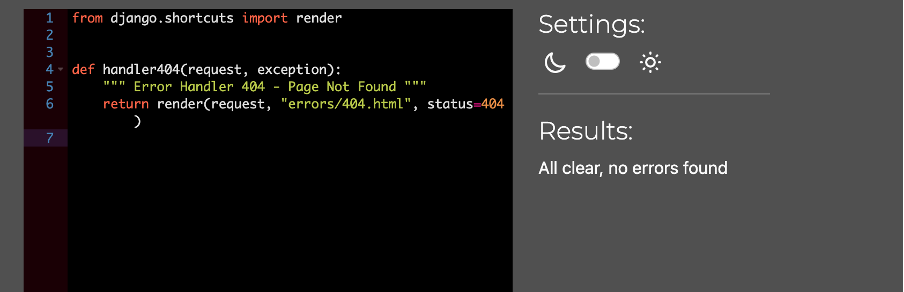 1 from django.shortcuts import render
2
3
4 def handler404(request, exception):
5     """ Error Handler 404 - Page Not Found """
6     return render(request, "errors/404.html", status=404
        )
7
Settings:
Results:
All clear, no errors found